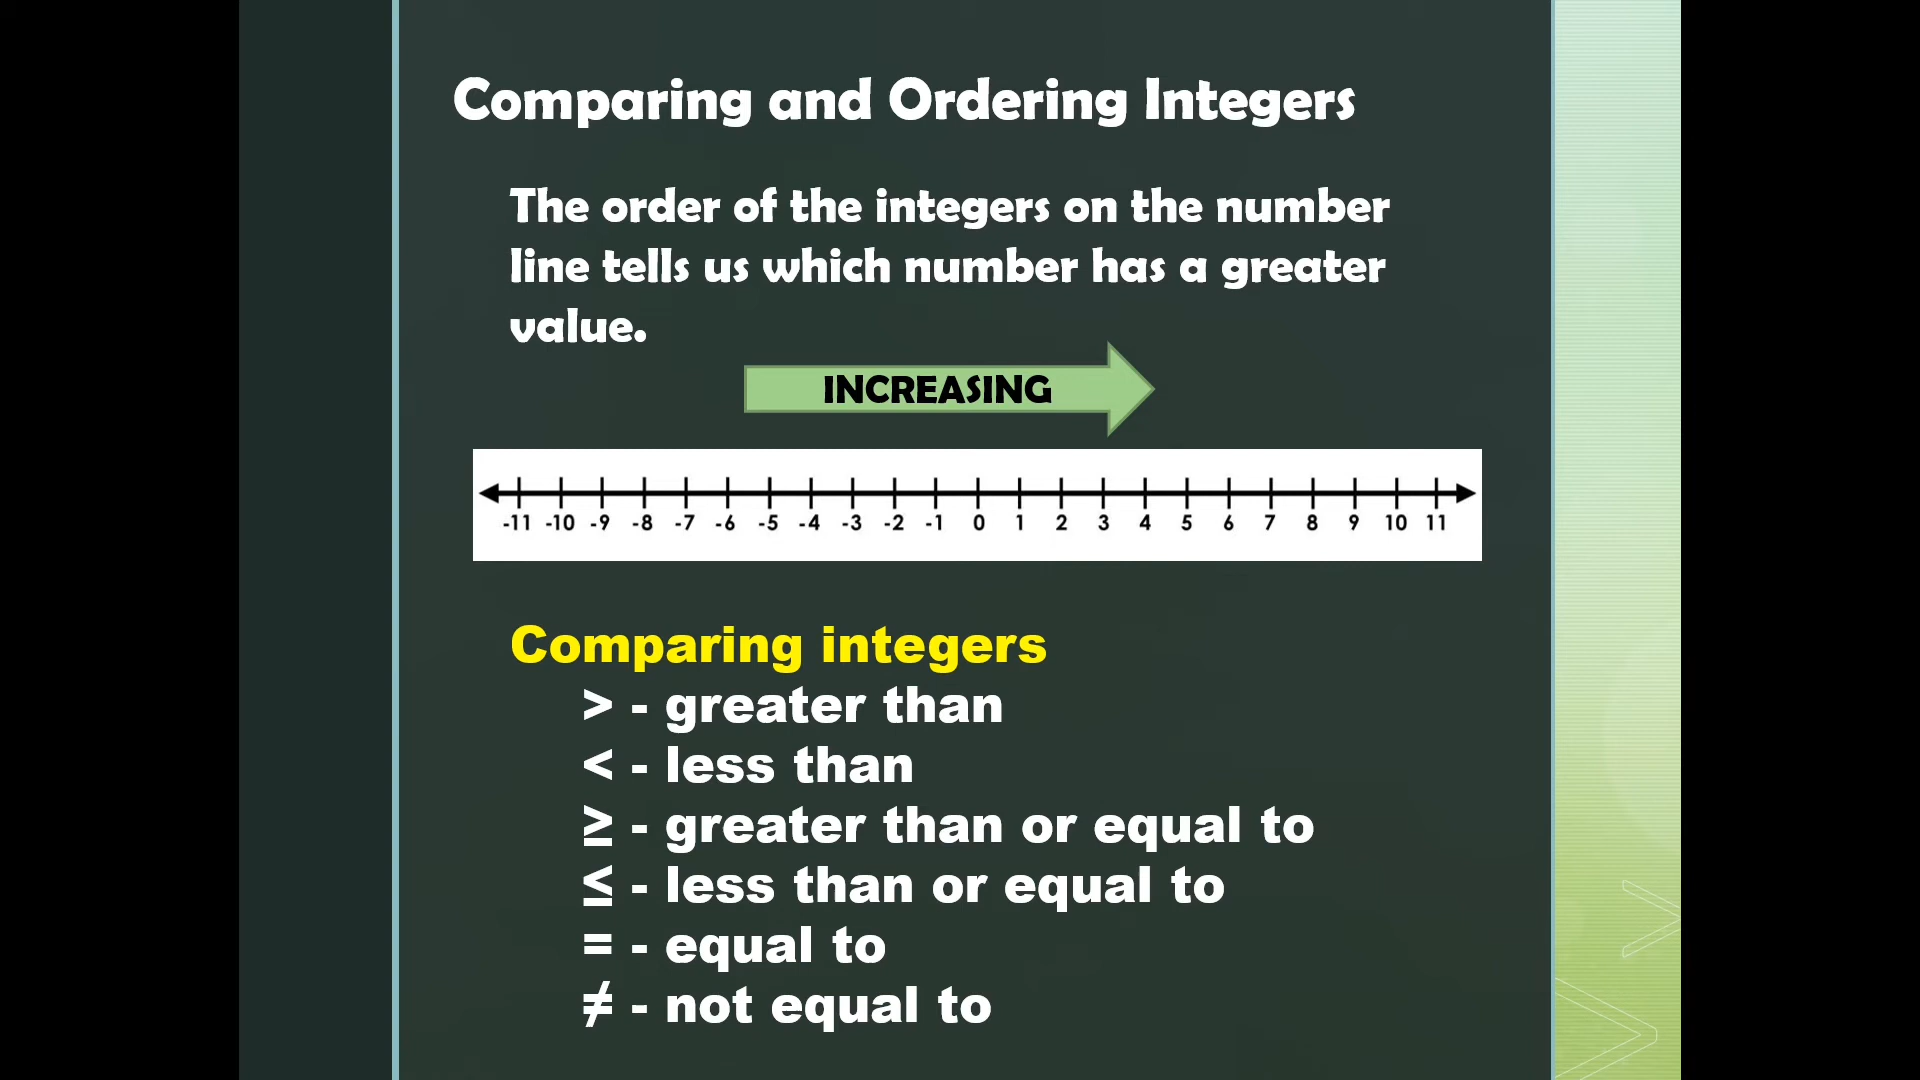 Comparing and Ordering Integers
The order of the integers on the number
line tells us which number has a greater
value.
INCREASING
-11 -10 -9 -8 -7 -6 -5 -4 -3 -2 -1 0 1 2 3 4 5 6 7 8 9 10 11
Comparing integers
> - greater than
< - less than
≥ - greater than or equal to
≤ - less than or equal to
= - equal to
≠ - not equal to